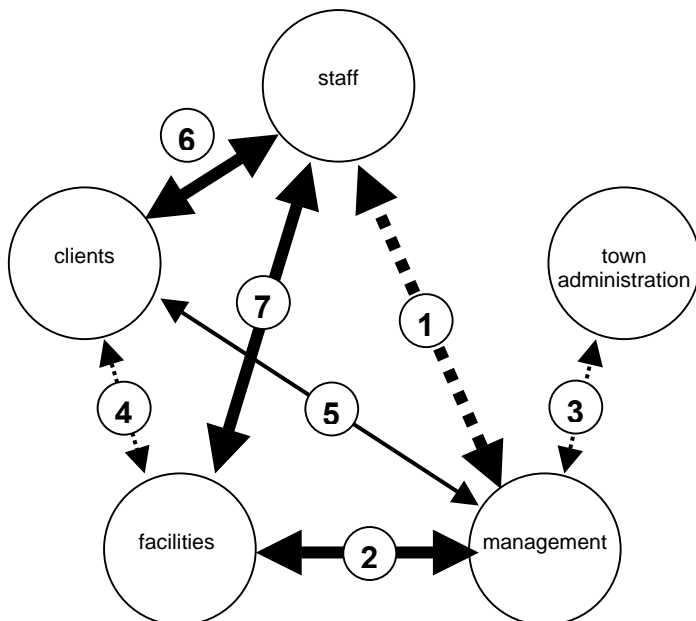 staff
6
clients
town
administration
7
1
4
5
3
facilities
2
management